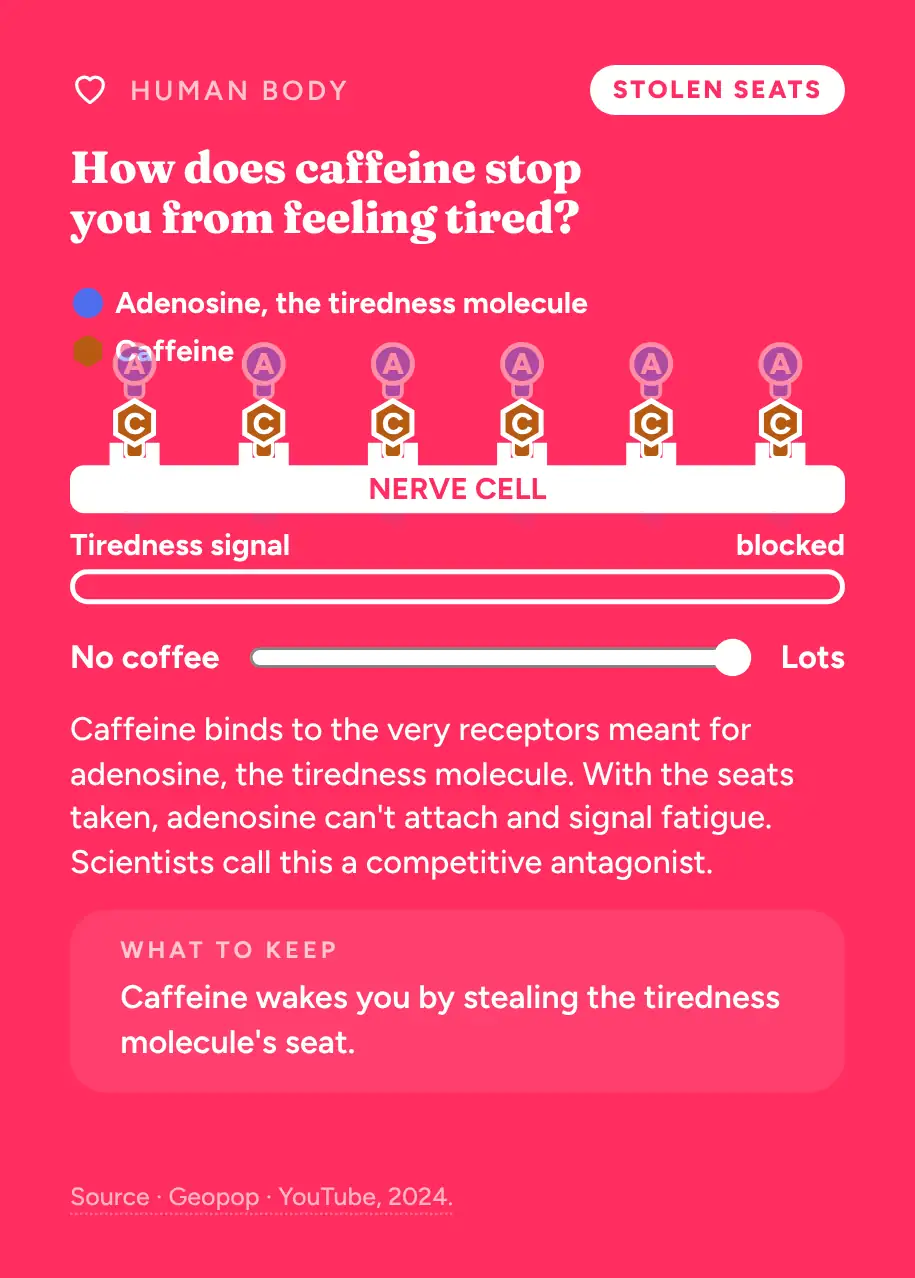 HUMAN BODY
STOLEN SEATS
How does caffeine stop
you from feeling tired?
Adenosine, the tiredness molecule
Caffeine
A A A A A A
C C C C C C
NERVE CELL
Tiredness signal
blocked
No coffee
Lots
Caffeine binds to the very receptors meant for
adenosine, the tiredness molecule. With the seats
taken, adenosine can't attach and signal fatigue.
Scientists call this a competitive antagonist.
WHAT TO KEEP
Caffeine wakes you by stealing the tiredness
molecule's seat.
Source · Geopop · YouTube, 2024.